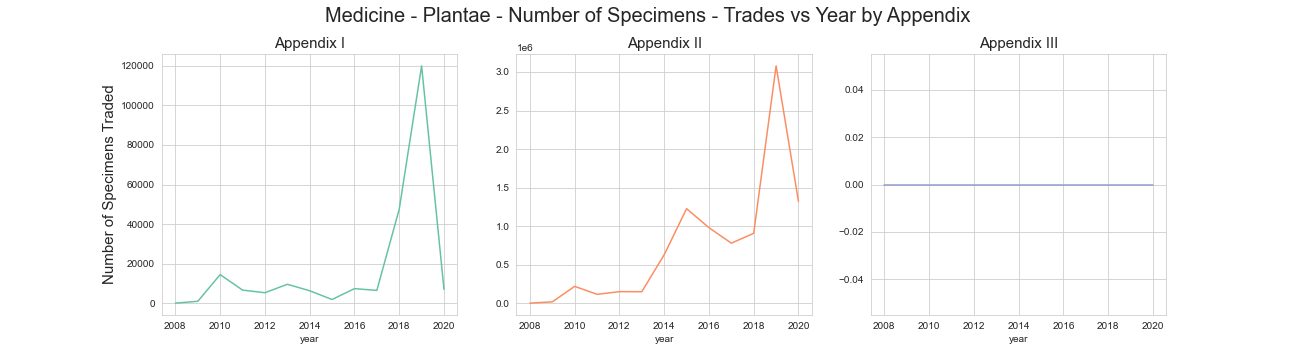 Medicine - Plantae - Number of Specimens - Trades vs Year by Appendix
Appendix I
Number of Specimens Traded
120000
100000
80000
60000
40000
20000
0
2008 2010 2012 2014 2016 2018 2020
year
Appendix II
1e6
3.0
2.5
2.0
1.5
1.0
0.5
0.0
2008 2010 2012 2014 2016 2018 2020
year
Appendix III
0.04
0.02
0.00
−0.02
−0.04
2008 2010 2012 2014 2016 2018 2020
year